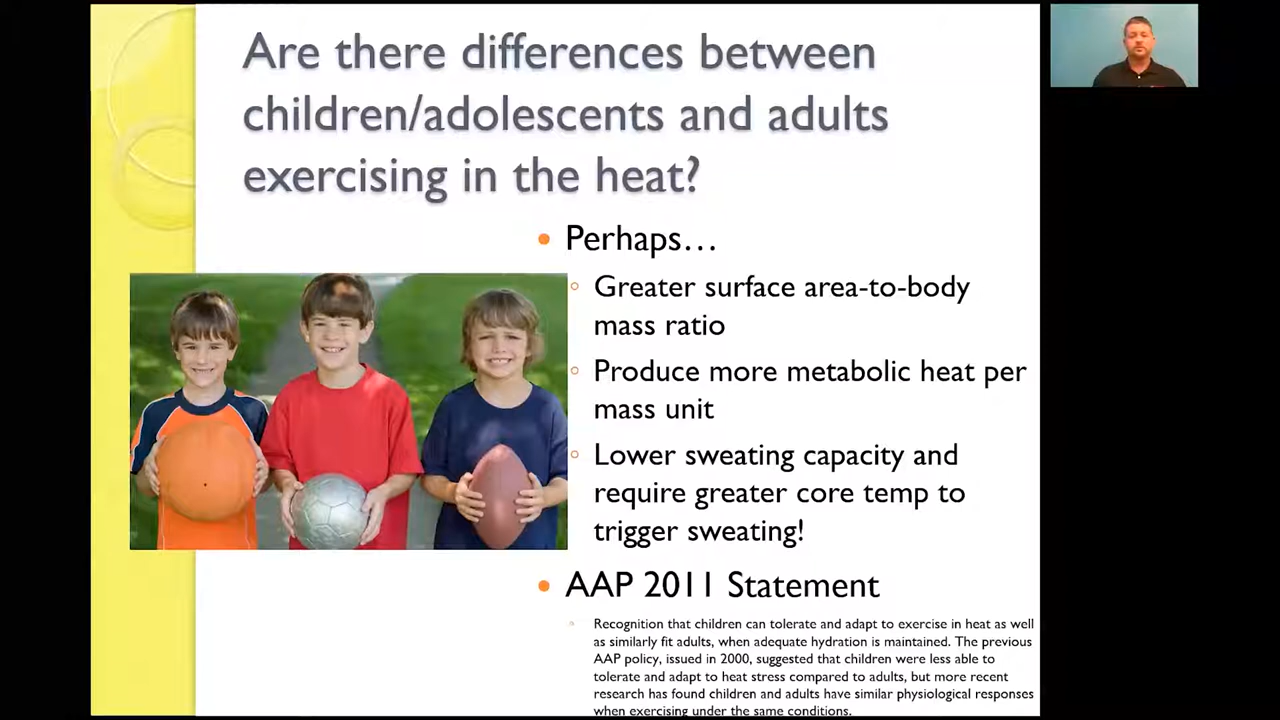 Are there differences between
children/adolescents and adults
exercising in the heat?
Perhaps…
Greater surface area-to-body
mass ratio
Produce more metabolic heat per
mass unit
Lower sweating capacity and
require greater core temp to
trigger sweating!
AAP 2011 Statement
Recognition that children can tolerate and adapt to exercise in heat as well
as similarly fit adults, when adequate hydration is maintained. The previous
AAP policy, issued in 2000, suggested that children were less able to
tolerate and adapt to heat stress compared to adults, but more recent
research has found children and adults have similar physiological responses
when exercising under the same conditions.